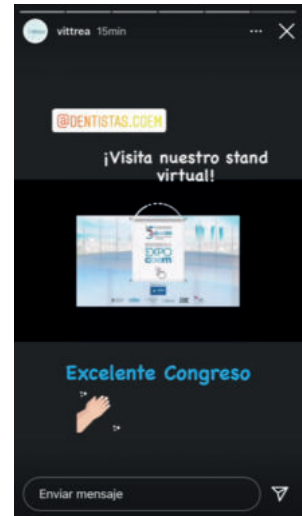 vittrea 15min
@DENTISTAS.COEM
¡Visita nuestro stand
virtual!
EXPO
Excelente Congreso
Enviar mensaje